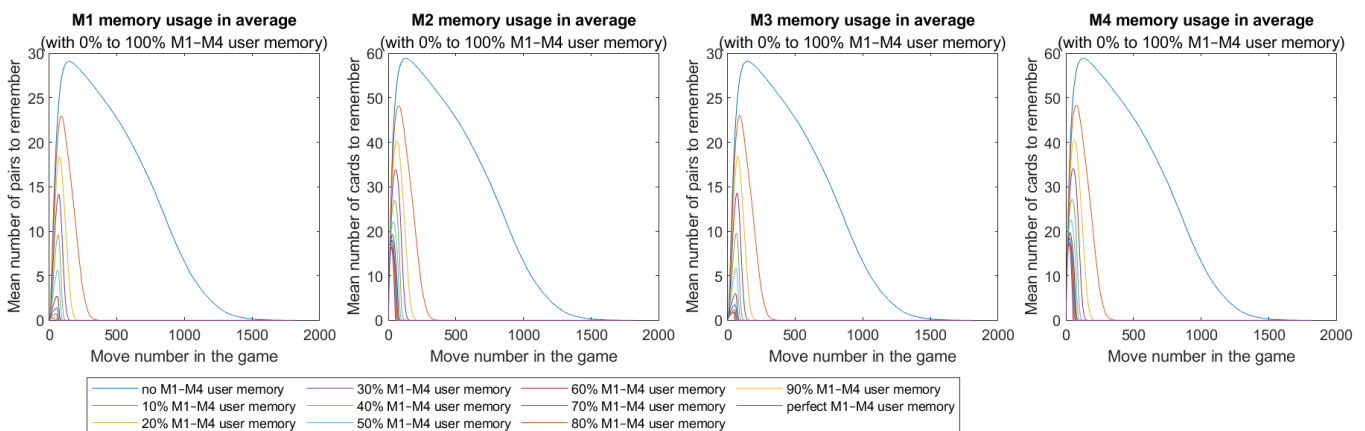 M1 memory usage in average
(with 0% to 100% M1−M4 user memory)
Mean number of pairs to remember
30
25
20
15
10
5
0
0 500 1000 1500 2000
Move number in the game
M2 memory usage in average
(with 0% to 100% M1−M4 user memory)
Mean number of cards to remember
60
50
40
30
20
10
0
0 500 1000 1500 2000
Move number in the game
M3 memory usage in average
(with 0% to 100% M1−M4 user memory)
Mean number of pairs to remember
30
25
20
15
10
5
0
0 500 1000 1500 2000
Move number in the game
M4 memory usage in average
(with 0% to 100% M1−M4 user memory)
Mean number of cards to remember
60
50
40
30
20
10
0
0 500 1000 1500 2000
Move number in the game
no M1−M4 user memory
10% M1−M4 user memory
20% M1−M4 user memory
30% M1−M4 user memory
40% M1−M4 user memory
50% M1−M4 user memory
60% M1−M4 user memory
70% M1−M4 user memory
80% M1−M4 user memory
90% M1−M4 user memory
perfect M1−M4 user memory